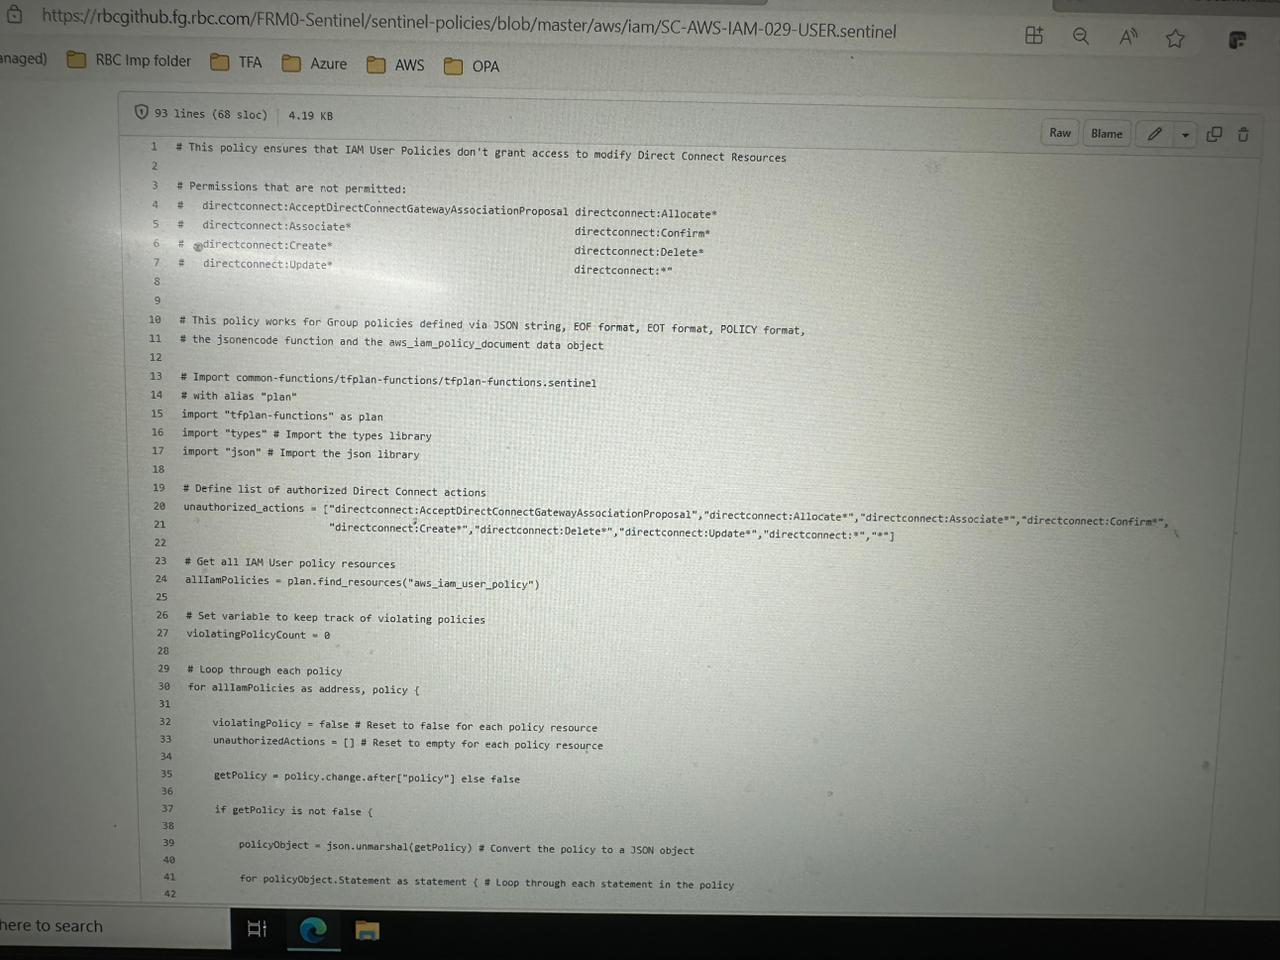 https://rbcgithub.fg.rbc.com/FRM0-Sentinel/sentinel-policies/blob/master/aws/iam/SC-AWS-IAM-029-USER.sentinel
RBC Imp folder TFA Azure AWS OPA
93 lines (68 sloc) 4.19 KB Raw Blame
1 # This policy ensures that IAM User Policies don't grant access to modify Direct Connect Resources
2
3 # Permissions that are not permitted:
4 # directconnect:AcceptDirectConnectGatewayAssociationProposal directconnect:Allocate*
5 # directconnect:Associate* directconnect:Confirm*
6 # directconnect:Create* directconnect:Delete*
7 # directconnect:Update* directconnect:*"
8
9
10 # This policy works for Group policies defined via JSON string, EOF format, EOT format, POLICY format,
11 # the jsonencode function and the aws_iam_policy_document data object
12
13 # Import common-functions/tfplan-functions/tfplan-functions.sentinel
14 # with alias "plan"
15 import "tfplan-functions" as plan
16 import "types" # Import the types library
17 import "json" # Import the json library
18
19 # Define list of authorized Direct Connect actions
20 unauthorized_actions = ["directconnect:AcceptDirectConnectGatewayAssociationProposal","directconnect:Allocate*","directconnect:Associate*","directconnect:Confirm*",
21 "directconnect:Create*","directconnect:Delete*","directconnect:Update*","directconnect:*","*"]
22
23 # Get all IAM User policy resources
24 allIamPolicies = plan.find_resources("aws_iam_user_policy")
25
26 # Set variable to keep track of violating policies
27 violatingPolicyCount = 0
28
29 # Loop through each policy
30 for allIamPolicies as address, policy {
31
32 violatingPolicy = false # Reset to false for each policy resource
33 unauthorizedActions = [] # Reset to empty for each policy resource
34
35 getPolicy = policy.change.after["policy"] else false
36
37 if getPolicy is not false {
38
39 policyObject = json.unmarshal(getPolicy) # Convert the policy to a JSON object
40
41 for policyObject.Statement as statement { # Loop through each statement in the policy
42
here to search